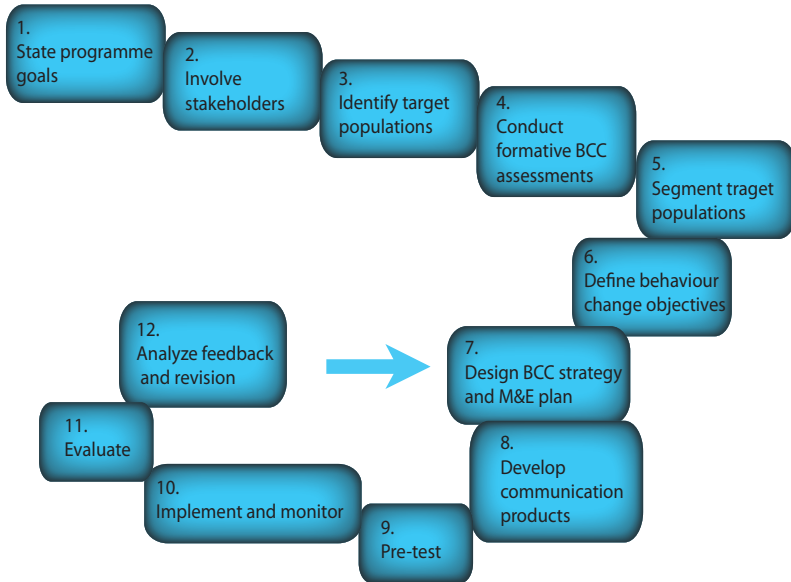 1.
State programme
goals
2.
Involve
stakeholders
3.
Identify target
populations
4.
Conduct
formative BCC
assessments
5.
Segment traget
populations
6.
Define behaviour
change objectives
7.
Design BCC strategy
and M&E plan
8.
Develop
communication
products
9.
Pre-test
10.
Implement and monitor
11.
Evaluate
12.
Analyze feedback
and revision